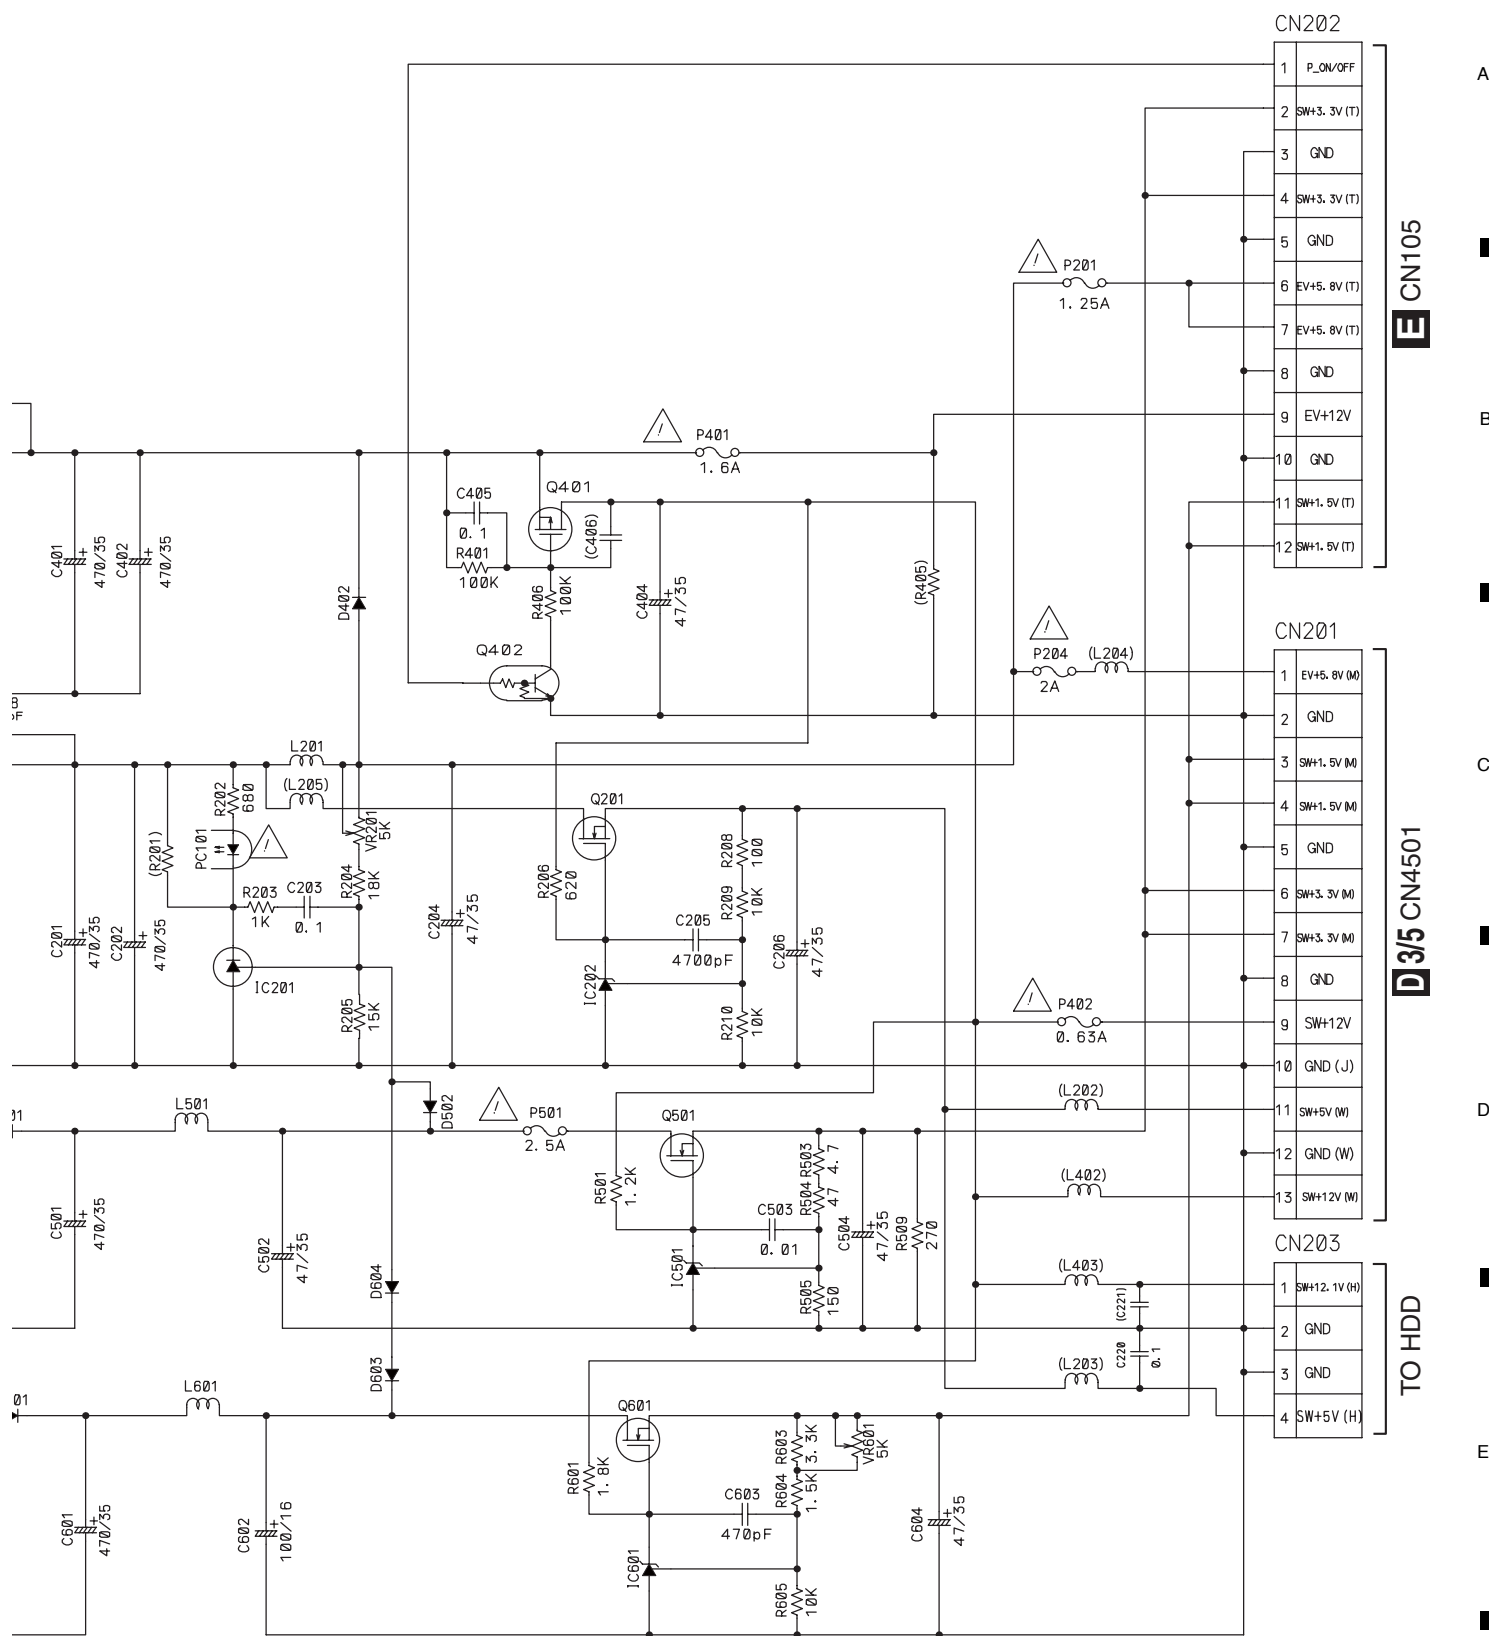 CN202
1 P_ON/OFF
2 SW+3.3V(T)
3 GND
4 SW+3.3V(T)
5 GND
6 EV+5.8V(T)
7 EV+5.8V(T)
8 GND
9 EV+12V
10 GND
11 SW+1.5V(T)
12 SW+1.5V(T)
E CN105
A
B
C
D
E
P201
1.25A
P401
1.6A
C401
470/35
C402
470/35
D402
C405
0.1
R401
100K
Q401
(C406)
R406
100K
C404
47/35
(R405)
Q402
P204
2A
(L204)
CN201
1 EV+5.8V(M)
2 GND
3 SW+1.5V(M)
4 SW+1.5V(M)
5 GND
6 SW+3.3V(M)
7 SW+3.3V(M)
8 GND
9 SW+12V
10 GND(J)
11 SW+5V(W)
12 GND(W)
13 SW+12V(W)
D 3/5 CN4501
L201
(L205)
R202
680
(R201)
PC101
VR201
5K
R204
18K
R203
1K
C203
0.1
C201
470/35
C202
470/35
IC201
R205
15K
C204
47/35
Q201
R206
620
R208
100
R209
10K
C205
4700pF
C206
47/35
IC202
R210
10K
P402
0.63A
(L202)
(L402)
01
L501
D502
P501
2.5A
Q501
R501
1.2K
R503
4.7
R504
47
C503
0.01
C504
47/35
R509
270
IC501
R505
150
C501
470/35
C502
47/35
D604
D603
CN203
1 SW+12.1V(H)
2 GND
3 GND
4 SW+5V(H)
TO HDD
(L403)
(C221)
C220
0.1
(L203)
01
L601
Q601
R601
1.8K
R603
3.3K
VR601
5K
R604
1.5K
C603
470pF
C604
47/35
IC601
R605
10K
C601
470/35
C602
100/16